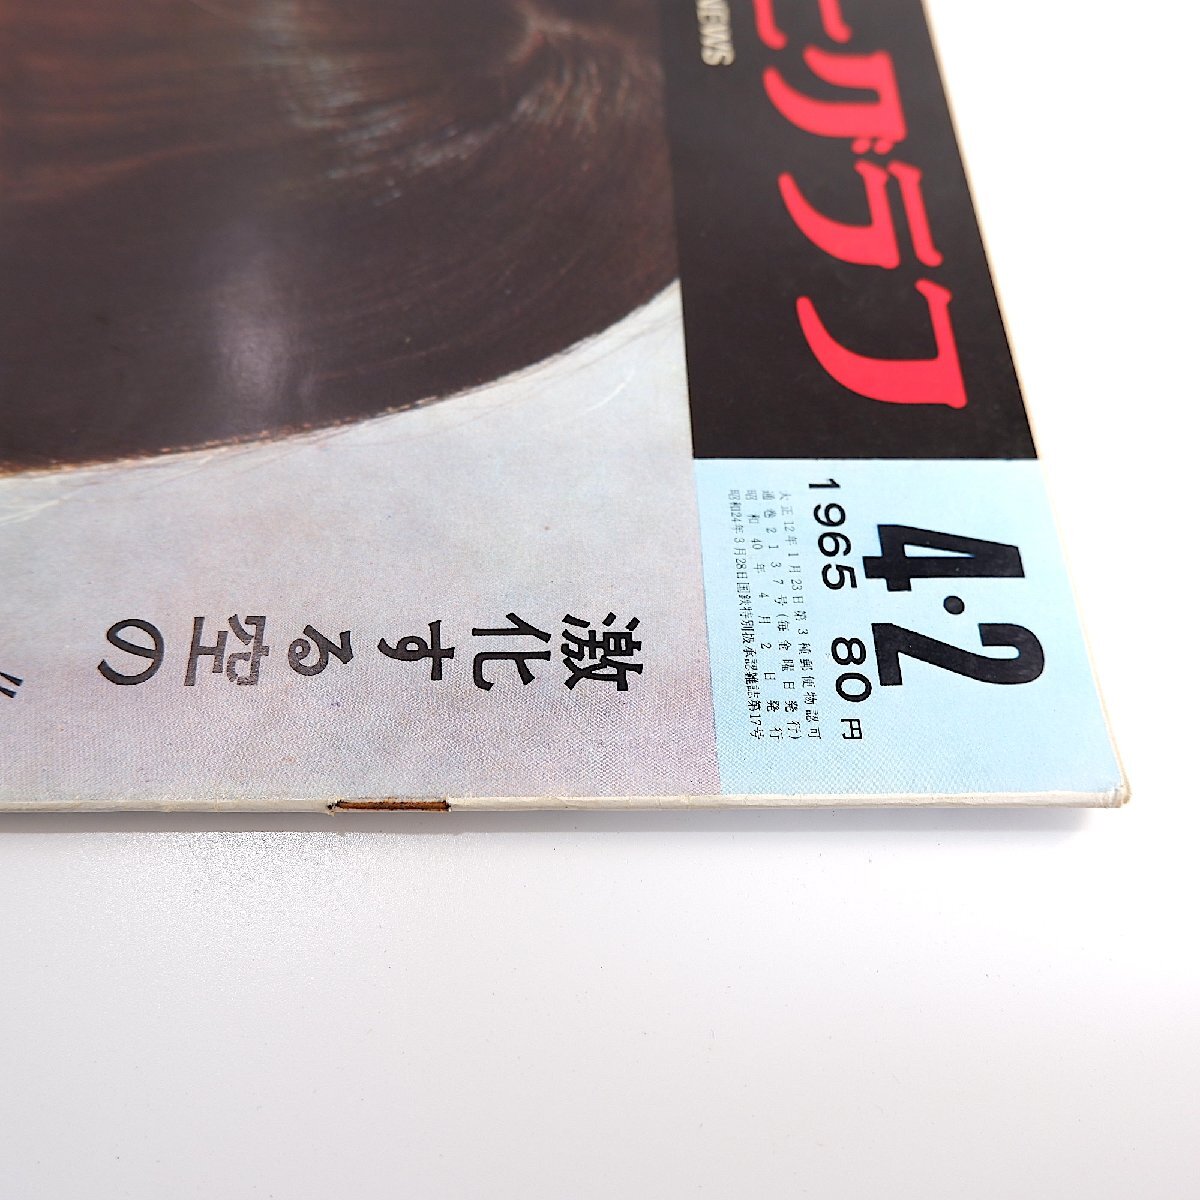 ヒグラフ
NEWS
4・2
1965 80円
大正12年1月23日第3種郵便物認可
通巻2137号(毎金曜日発行)
昭和40年4月2日発行
昭和24年3月28日国鉄特別扱承認雑誌第17号
激化する空の